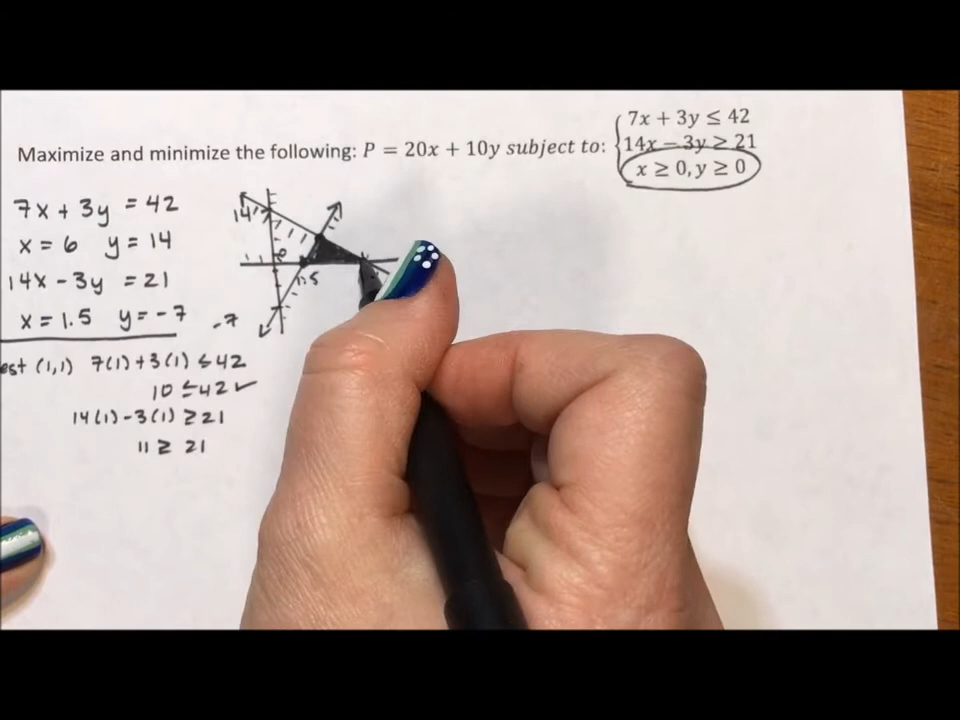 7x + 3y ≤ 42
Maximize and minimize the following: P = 20x + 10y subject to: 14x − 3y ≥ 21
x ≥ 0, y ≥ 0
7x + 3y = 42
x = 6 y = 14
14x − 3y = 21
x = 1.5 y = −7
est (1,1) 7(1) + 3(1) ≤ 42
10 ≤ 42 ✓
14(1) − 3(1) ≥ 21
11 ≥ 21
14
1.5
-7